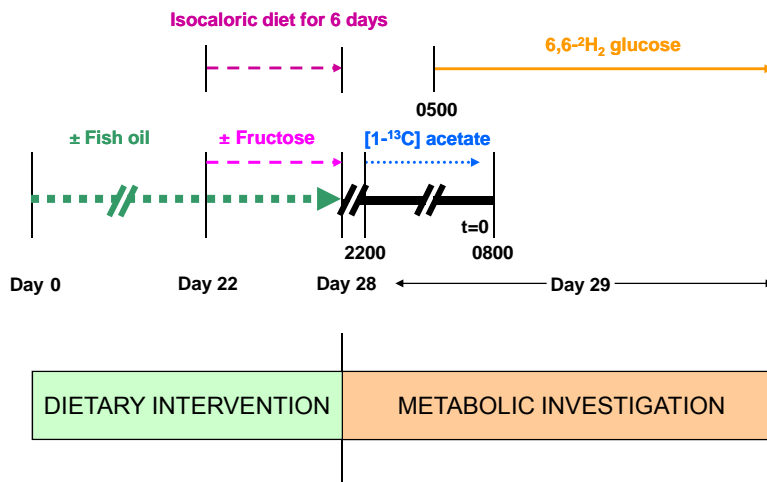 Isocaloric diet for 6 days
6,6-²H₂ glucose
0500
± Fish oil
± Fructose
[1-¹³C] acetate
t=0
2200
0800
Day 0
Day 22
Day 28
Day 29
DIETARY INTERVENTION
METABOLIC INVESTIGATION